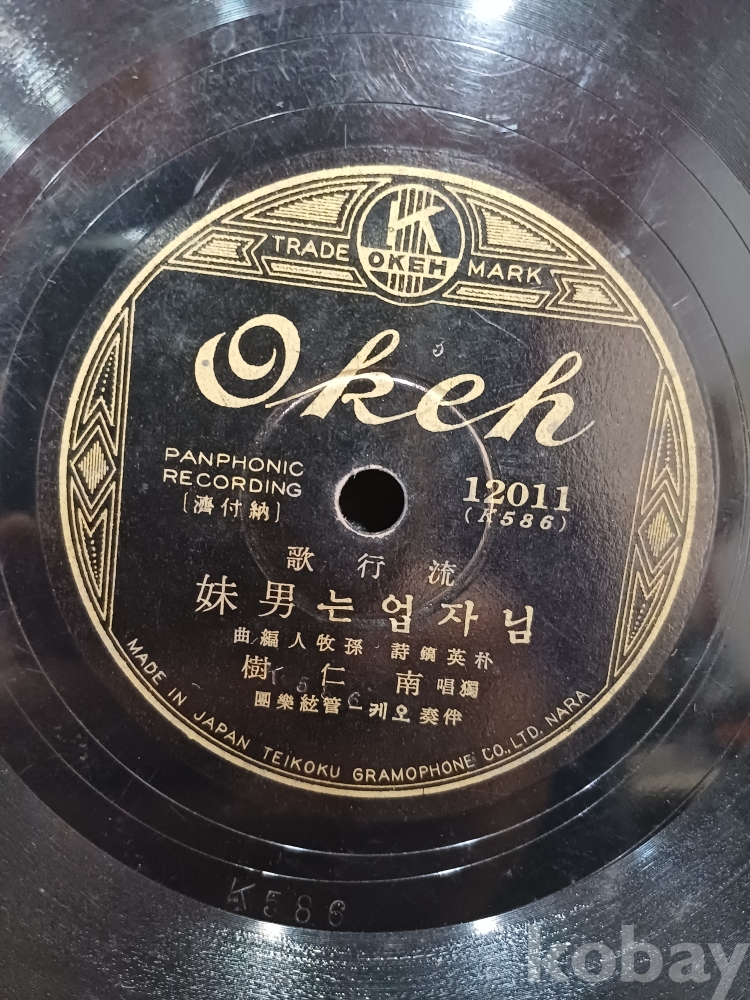 K
OKEH
TRADE MARK
Okeh
PANPHONIC
RECORDING
[納付濟]
12011
(K586)
流行歌
님자업는男妹
朴英鎬詩 孫牧人編曲
獨唱 南仁樹
伴奏 오케ー管絃樂團
MADE IN JAPAN TEIKOKU GRAMOPHONE CO., LTD. NARA
K586
kobay